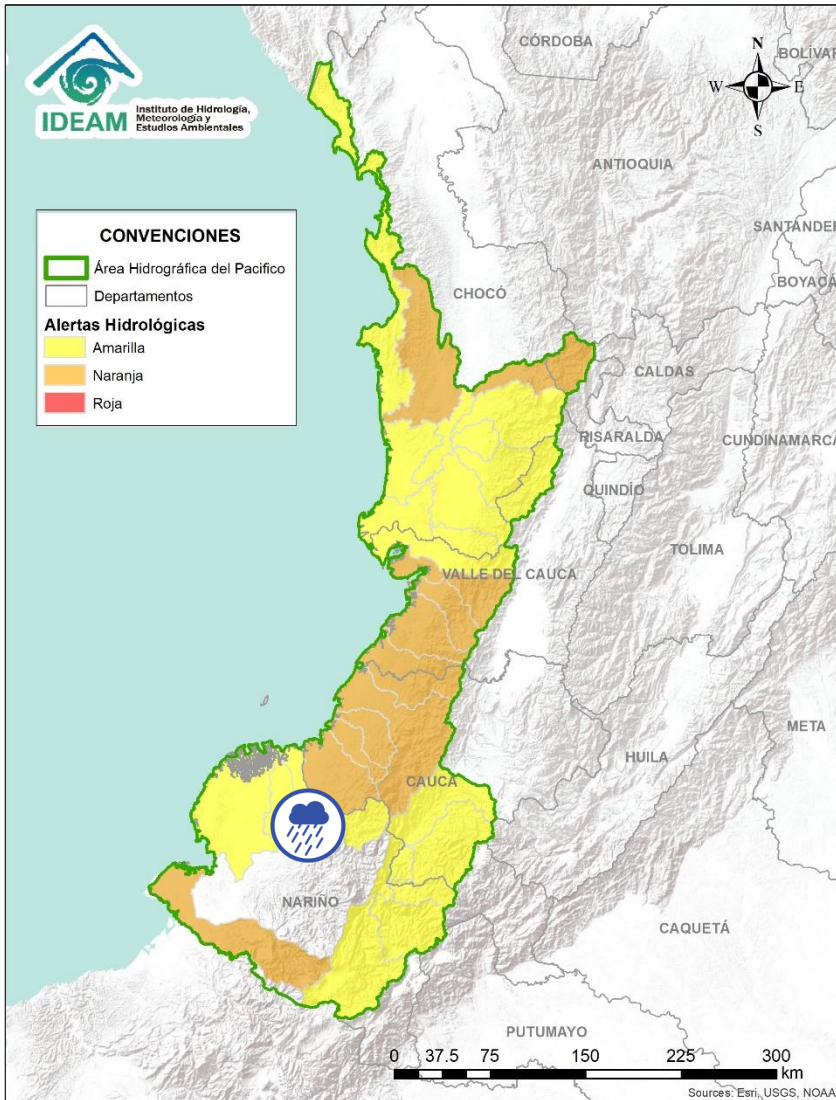 IDEAM
Instituto de Hidrología,
Meteorología y
Estudios Ambientales
CONVENCIONES
Área Hidrográfica del Pacifico
Departamentos
Alertas Hidrológicas
Amarilla
Naranja
Roja
N
W
E
S
CÓRDOBA
BOLÍVAR
ANTIOQUIA
SANTANDER
BOYACÁ
CHOCÓ
CALDAS
RISARALDA
CUNDINAMARCA
QUINDÍO
TOLIMA
VALLE DEL CAUCA
META
HUILA
CAUCA
NARIÑO
CAQUETÁ
PUTUMAYO
0 37.5 75 150 225 300
km
Sources: Esri, USGS, NOAA